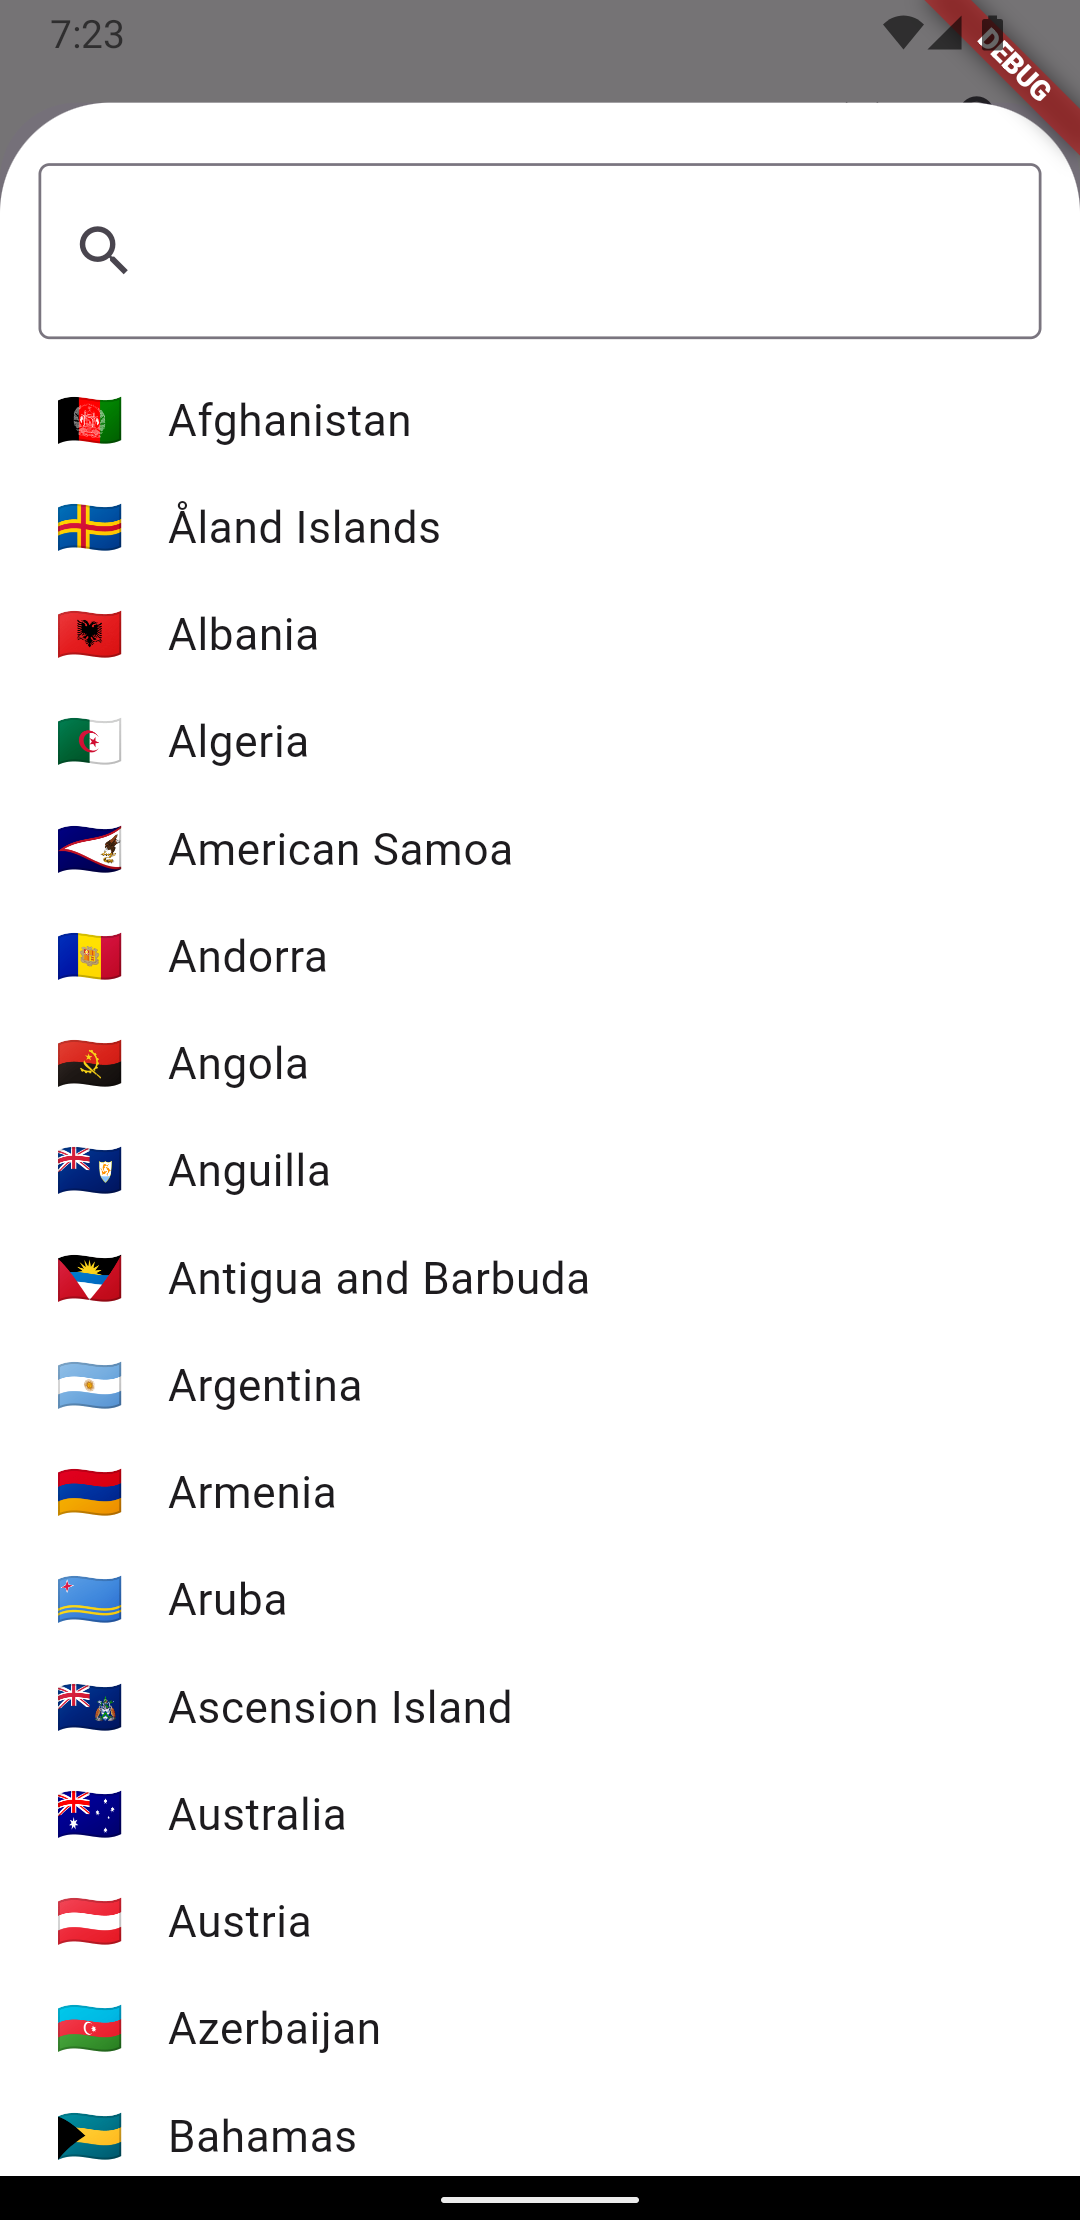 7:23
DEBUG
Afghanistan
Åland Islands
Albania
Algeria
American Samoa
Andorra
Angola
Anguilla
Antigua and Barbuda
Argentina
Armenia
Aruba
Ascension Island
Australia
Austria
Azerbaijan
Bahamas